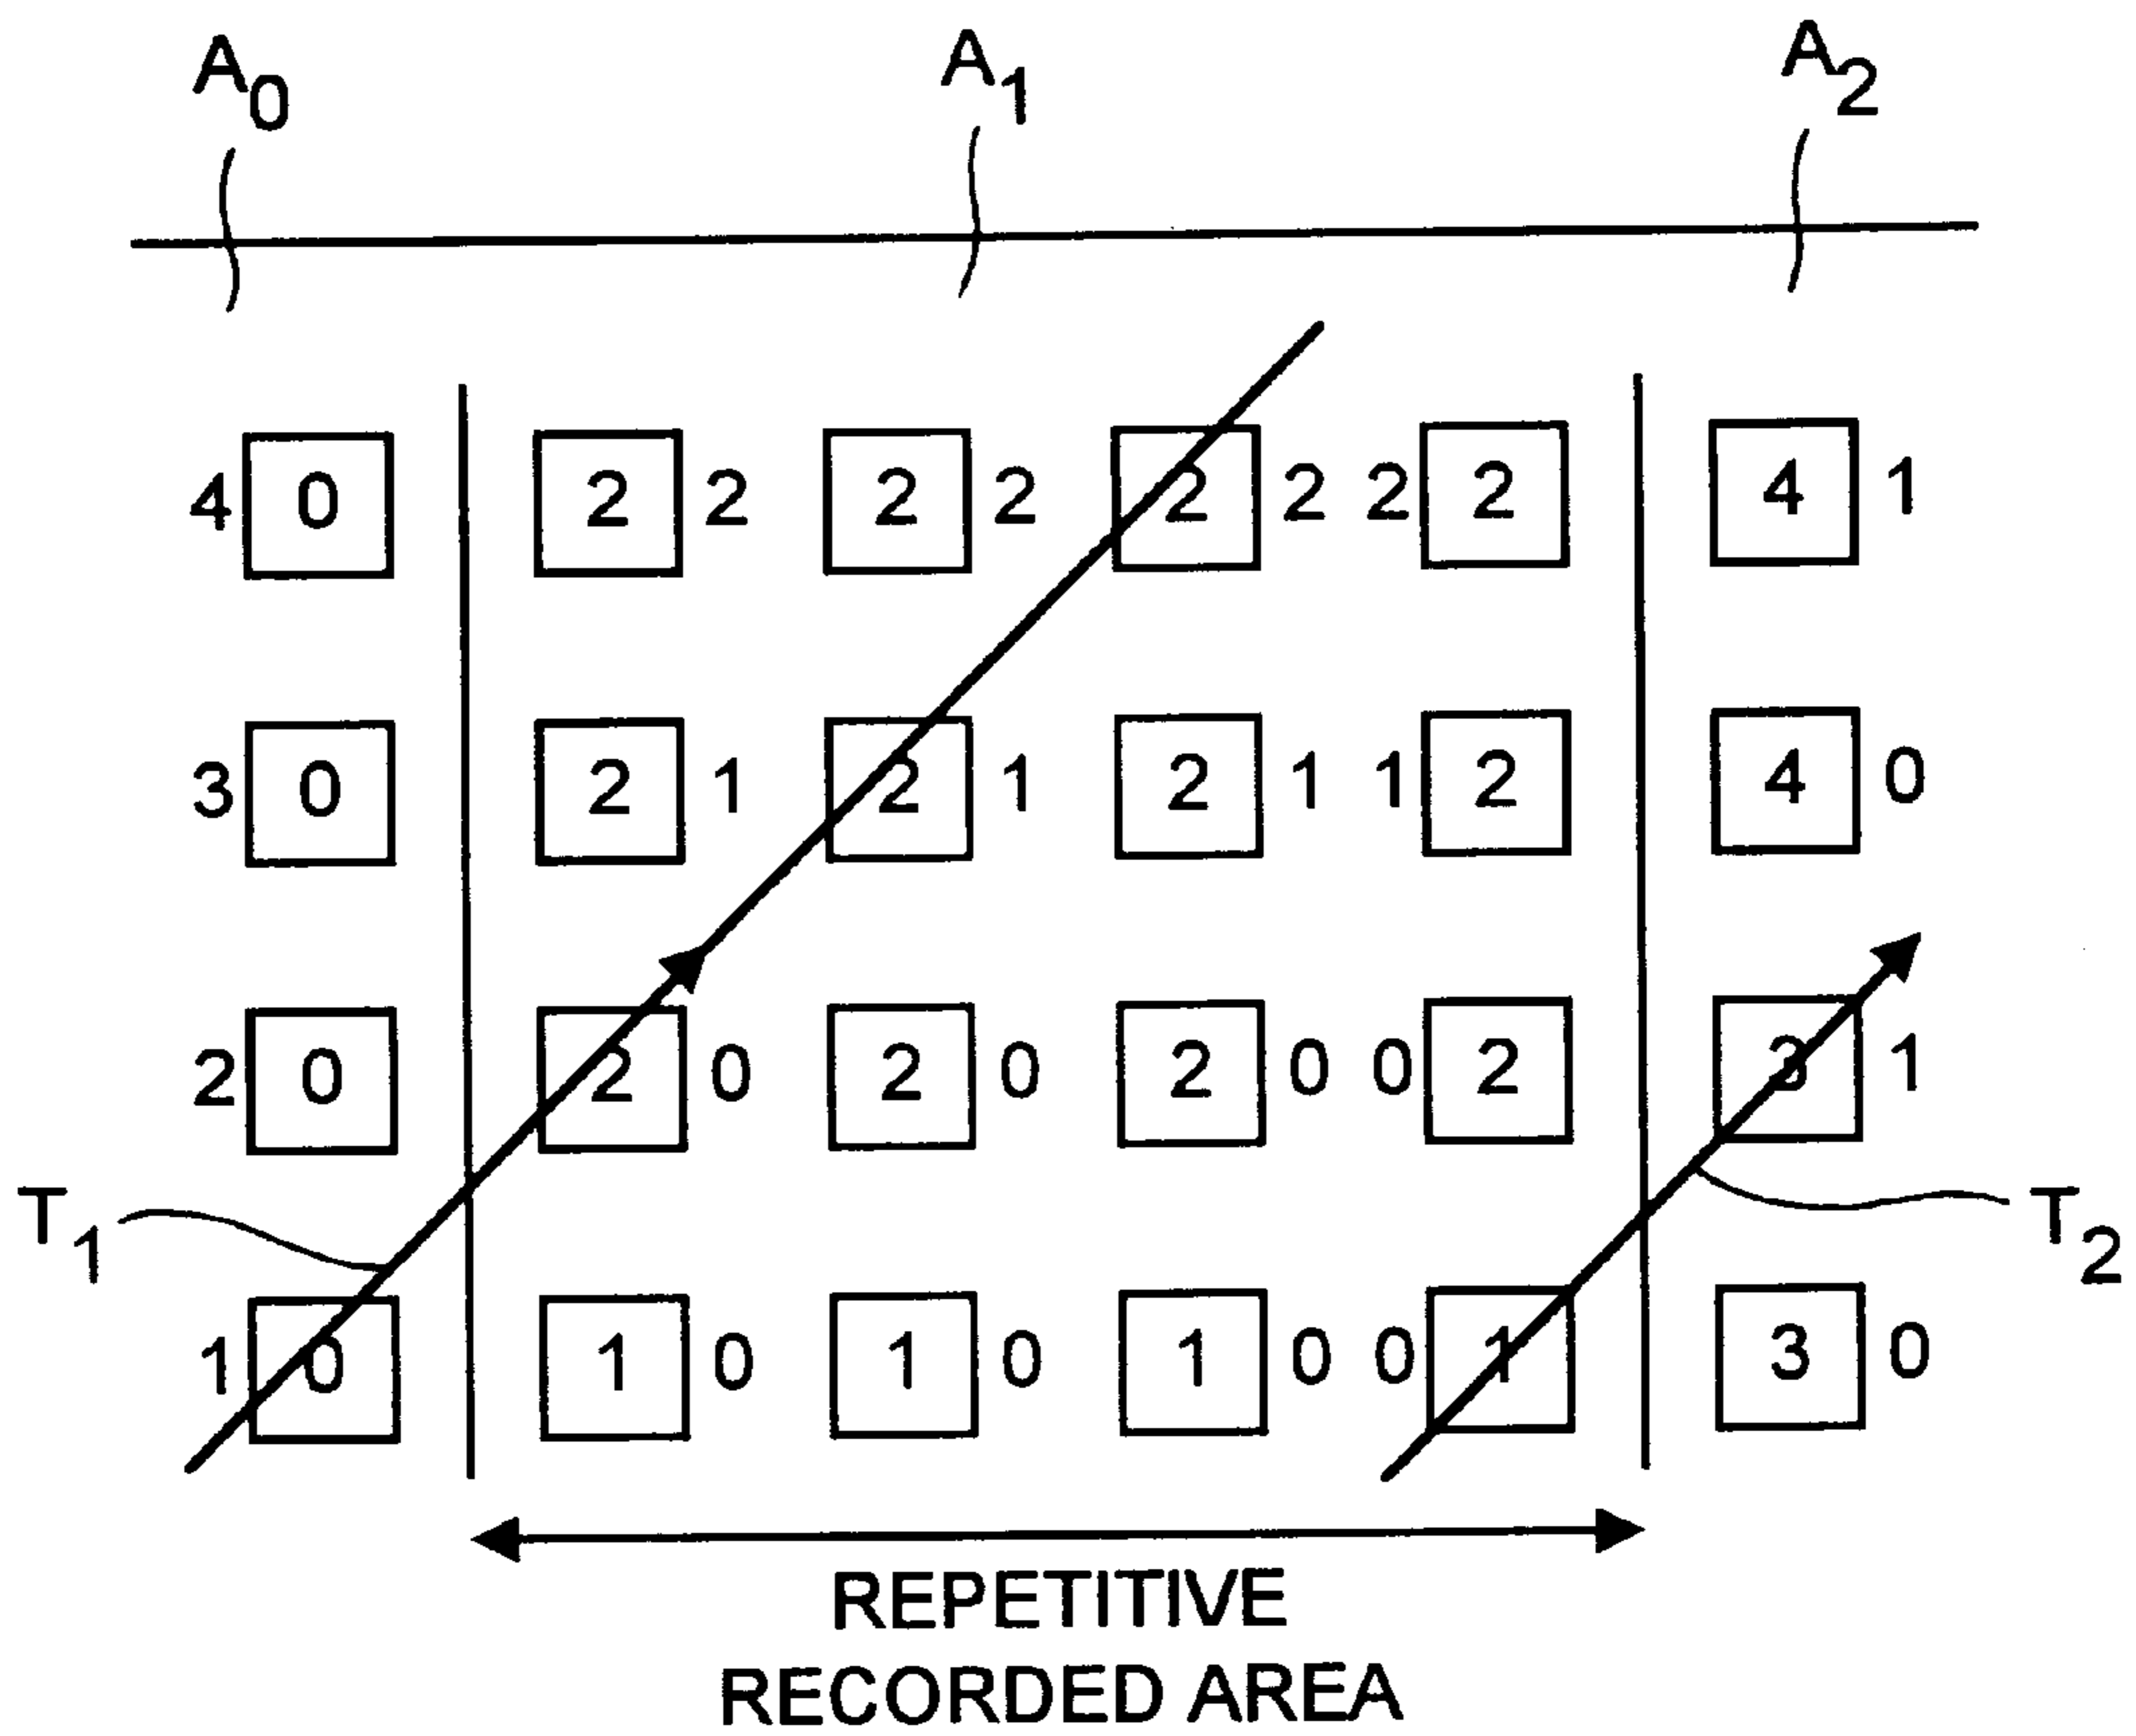 A0 A1 A2
4 0 2 2 2 2 2 2 2 2 4 1
3 0 2 1 2 1 2 1 1 2 4 0
2 0 2 0 2 0 2 0 0 2 3 1
T1 T2
1 0 1 0 1 0 1 0 0 1 3 0
REPETITIVE
RECORDED AREA